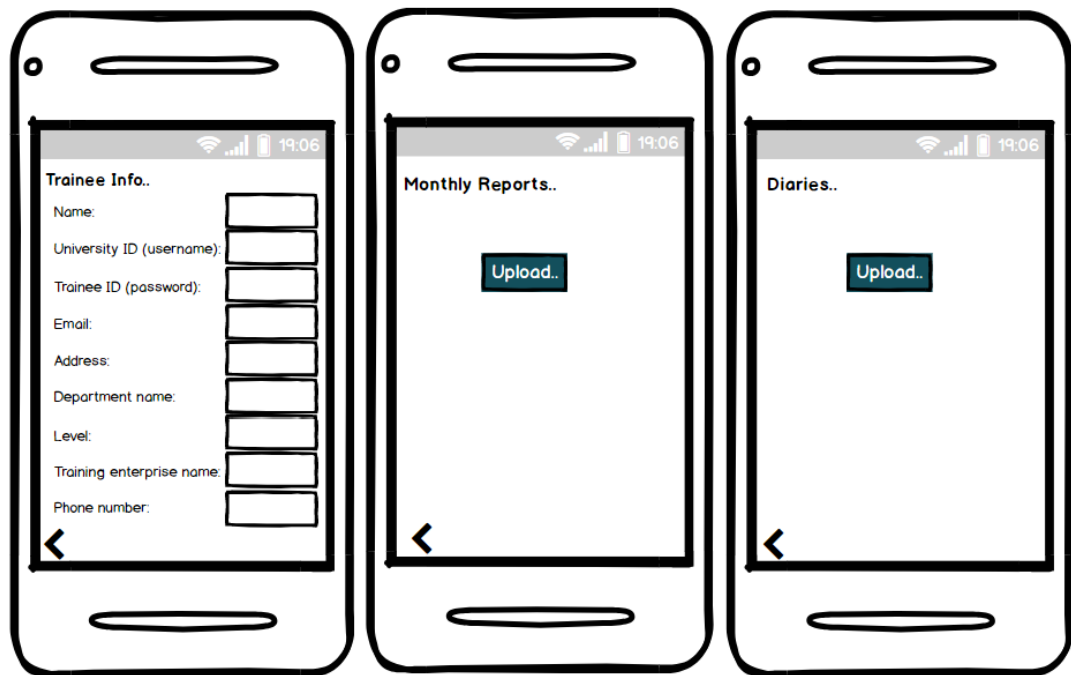 19:06
Trainee Info..
Name:
University ID (username):
Trainee ID (password):
Email:
Address:
Department name:
Level:
Training enterprise name:
Phone number:
19:06
Monthly Reports..
Upload..
19:06
Diaries..
Upload..